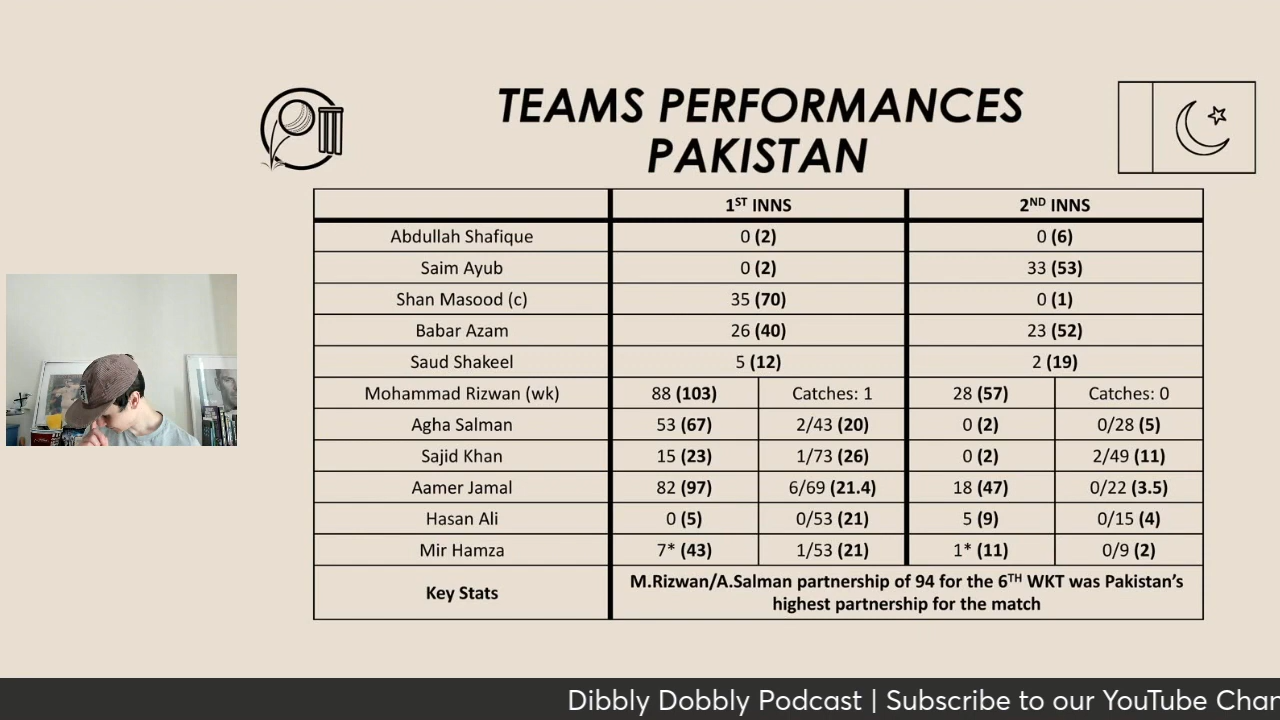 TEAMS PERFORMANCES
PAKISTAN
1ST INNS 2ND INNS
Abdullah Shafique 0 (2) 0 (6)
Saim Ayub 0 (2) 33 (53)
Shan Masood (c) 35 (70) 0 (1)
Babar Azam 26 (40) 23 (52)
Saud Shakeel 5 (12) 2 (19)
Mohammad Rizwan (wk) 88 (103) Catches: 1 28 (57) Catches: 0
Agha Salman 53 (67) 2/43 (20) 0 (2) 0/28 (5)
Sajid Khan 15 (23) 1/73 (26) 0 (2) 2/49 (11)
Aamer Jamal 82 (97) 6/69 (21.4) 18 (47) 0/22 (3.5)
Hasan Ali 0 (5) 0/53 (21) 5 (9) 0/15 (4)
Mir Hamza 7* (43) 1/53 (21) 1* (11) 0/9 (2)
Key Stats M.Rizwan/A.Salman partnership of 94 for the 6TH WKT was Pakistan's
highest partnership for the match
Dibbly Dobbly Podcast | Subscribe to our YouTube Char